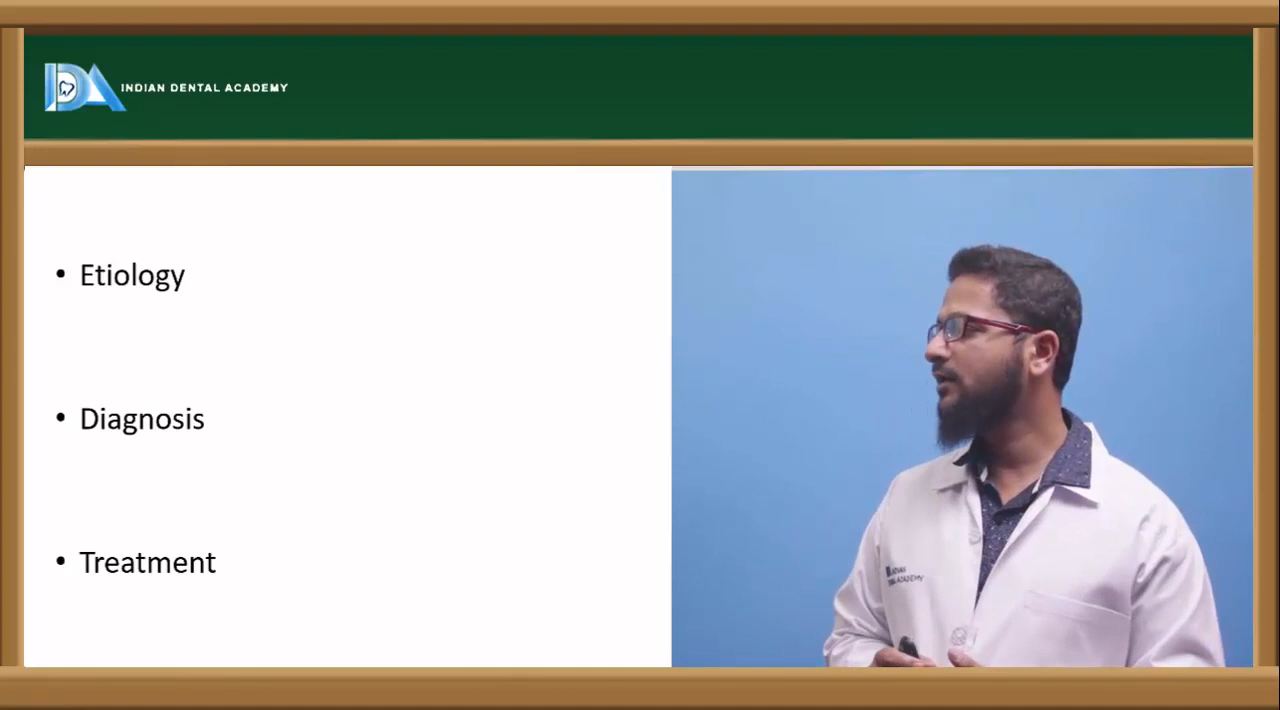 INDIAN DENTAL ACADEMY
• Etiology
• Diagnosis
• Treatment